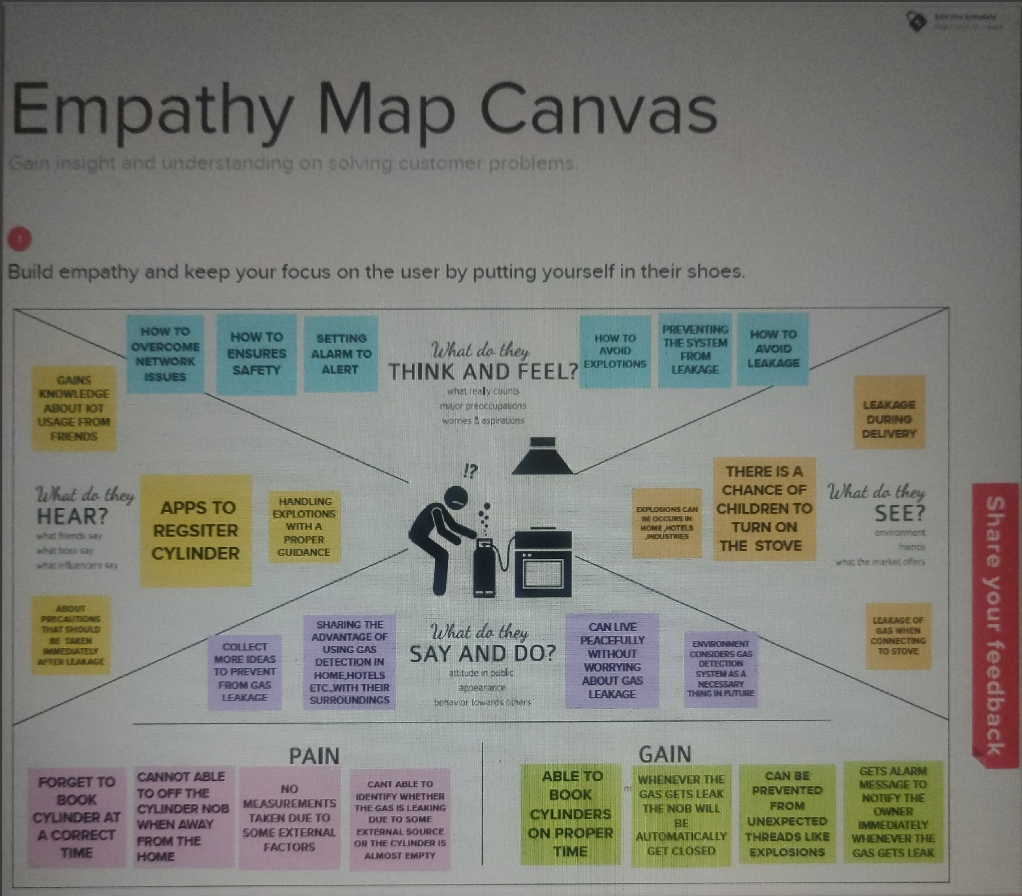 Edit this template
Empathy Map Canvas
Gain insight and understanding on solving customer problems.
1
Build empathy and keep your focus on the user by putting yourself in their shoes.
HOW TO
OVERCOME
NETWORK
ISSUES
HOW TO
ENSURES
SAFETY
SETTING
ALARM TO
ALERT
What do they
THINK AND FEEL?
what really counts
major preoccupations
worries & aspirations
HOW TO
AVOID
EXPLOTIONS
PREVENTING
THE SYSTEM
FROM
LEAKAGE
HOW TO
AVOID
LEAKAGE
GAINS
KNOWLEDGE
ABOUT IOT
USAGE FROM
FRIENDS
LEAKAGE
DURING
DELIVERY
What do they
HEAR?
what friends say
what boss say
what influencers say
APPS TO
REGSITER
CYLINDER
HANDLING
EXPLOTIONS
WITH A
PROPER
GUIDANCE
!?
EXPLOSIONS CAN
BE OCCURS IN
HOME ,HOTELS
,INDUSTRIES
THERE IS A
CHANCE OF
CHILDREN TO
TURN ON
THE STOVE
What do they
SEE?
environment
friends
what the market offers
Share your feedback
ABOUT
PRECAUTIONS
THAT SHOULD
BE TAKEN
IMMEDIATELY
AFTER LEAKAGE
COLLECT
MORE IDEAS
TO PREVENT
FROM GAS
LEAKAGE
SHARING THE
ADVANTAGE OF
USING GAS
DETECTION IN
HOME,HOTELS
ETC.,WITH THEIR
SURROUNDINGS
What do they
SAY AND DO?
attitude in public
appearance
behavior towards others
CAN LIVE
PEACEFULLY
WITHOUT
WORRYING
ABOUT GAS
LEAKAGE
ENVIRONMENT
CONSIDERS GAS
DETECTION
SYSTEM AS A
NECESSARY
THING IN FUTURE
LEAKAGE OF
GAS WHEN
CONNECTING
TO STOVE
PAIN
FORGET TO
BOOK
CYLINDER AT
A CORRECT
TIME
CANNOT ABLE
TO OFF THE
CYLINDER NOB
WHEN AWAY
FROM THE
HOME
NO
MEASUREMENTS
TAKEN DUE TO
SOME EXTERNAL
FACTORS
CANT ABLE TO
IDENTIFY WHETHER
THE GAS IS LEAKING
DUE TO SOME
EXTERNAL SOURCE
OR THE CYLINDER IS
ALMOST EMPTY
GAIN
ABLE TO
BOOK
CYLINDERS
ON PROPER
TIME
WHENEVER THE
GAS GETS LEAK
THE NOB WILL
BE
AUTOMATICALLY
GET CLOSED
CAN BE
PREVENTED
FROM
UNEXPECTED
THREADS LIKE
EXPLOSIONS
GETS ALARM
MESSAGE TO
NOTIFY THE
OWNER
IMMEDIATELY
WHENEVER THE
GAS GETS LEAK